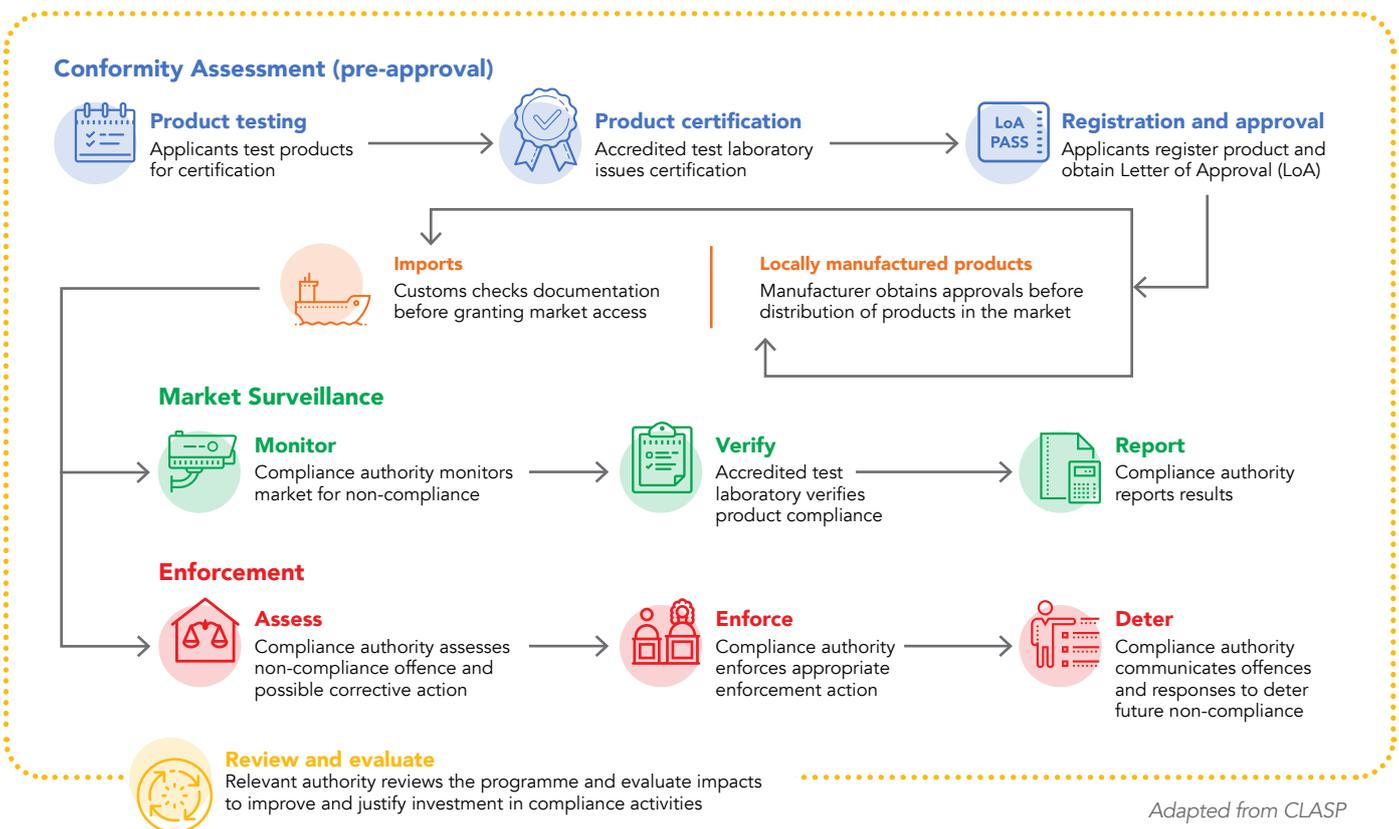 Conformity Assessment (pre-approval)
Product testing
Applicants test products
for certification
Product certification
Accredited test laboratory
issues certification
LoA
PASS
Registration and approval
Applicants register product and
obtain Letter of Approval (LoA)
Imports
Customs checks documentation
before granting market access
Locally manufactured products
Manufacturer obtains approvals before
distribution of products in the market
Market Surveillance
Monitor
Compliance authority monitors
market for non-compliance
Verify
Accredited test
laboratory verifies
product compliance
Report
Compliance authority
reports results
Enforcement
Assess
Compliance authority assesses
non-compliance offence and
possible corrective action
Enforce
Compliance authority
enforces appropriate
enforcement action
Deter
Compliance authority
communicates offences
and responses to deter
future non-compliance
Review and evaluate
Relevant authority reviews the programme and evaluate impacts
to improve and justify investment in compliance activities
Adapted from CLASP